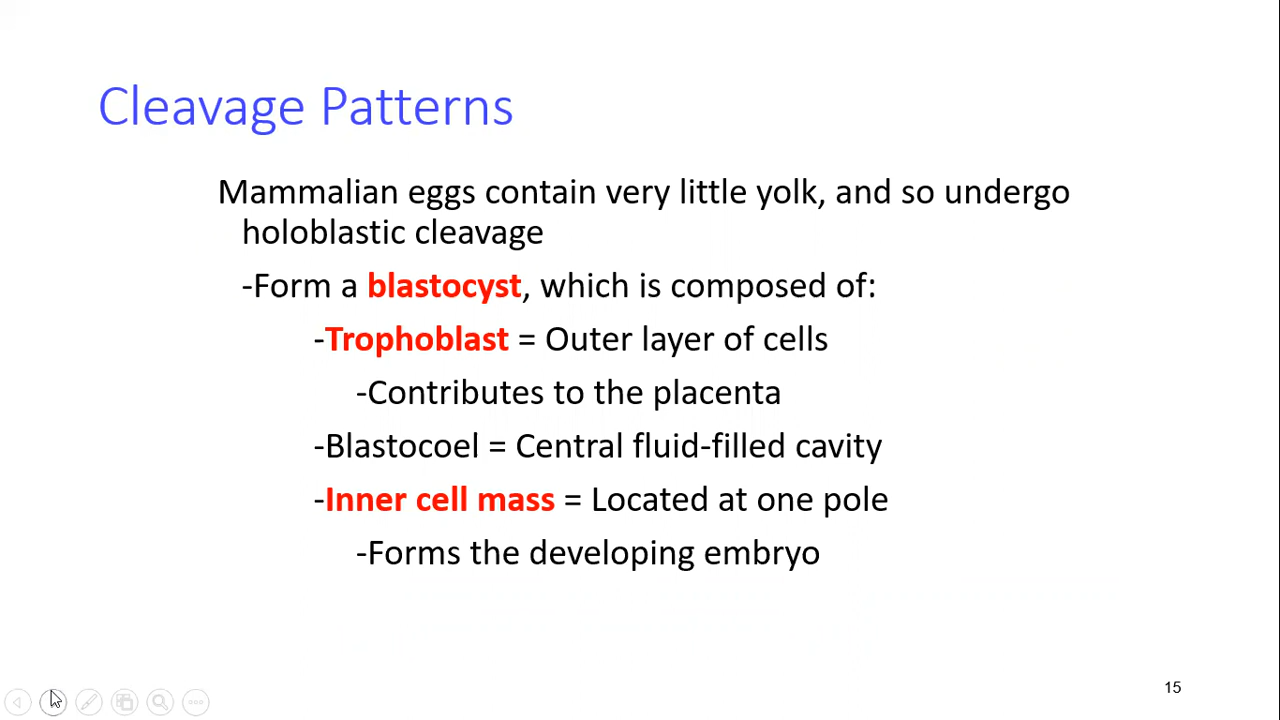 Cleavage Patterns
Mammalian eggs contain very little yolk, and so undergo
holoblastic cleavage
-Form a blastocyst, which is composed of:
-Trophoblast = Outer layer of cells
-Contributes to the placenta
-Blastocoel = Central fluid-filled cavity
-Inner cell mass = Located at one pole
-Forms the developing embryo
15